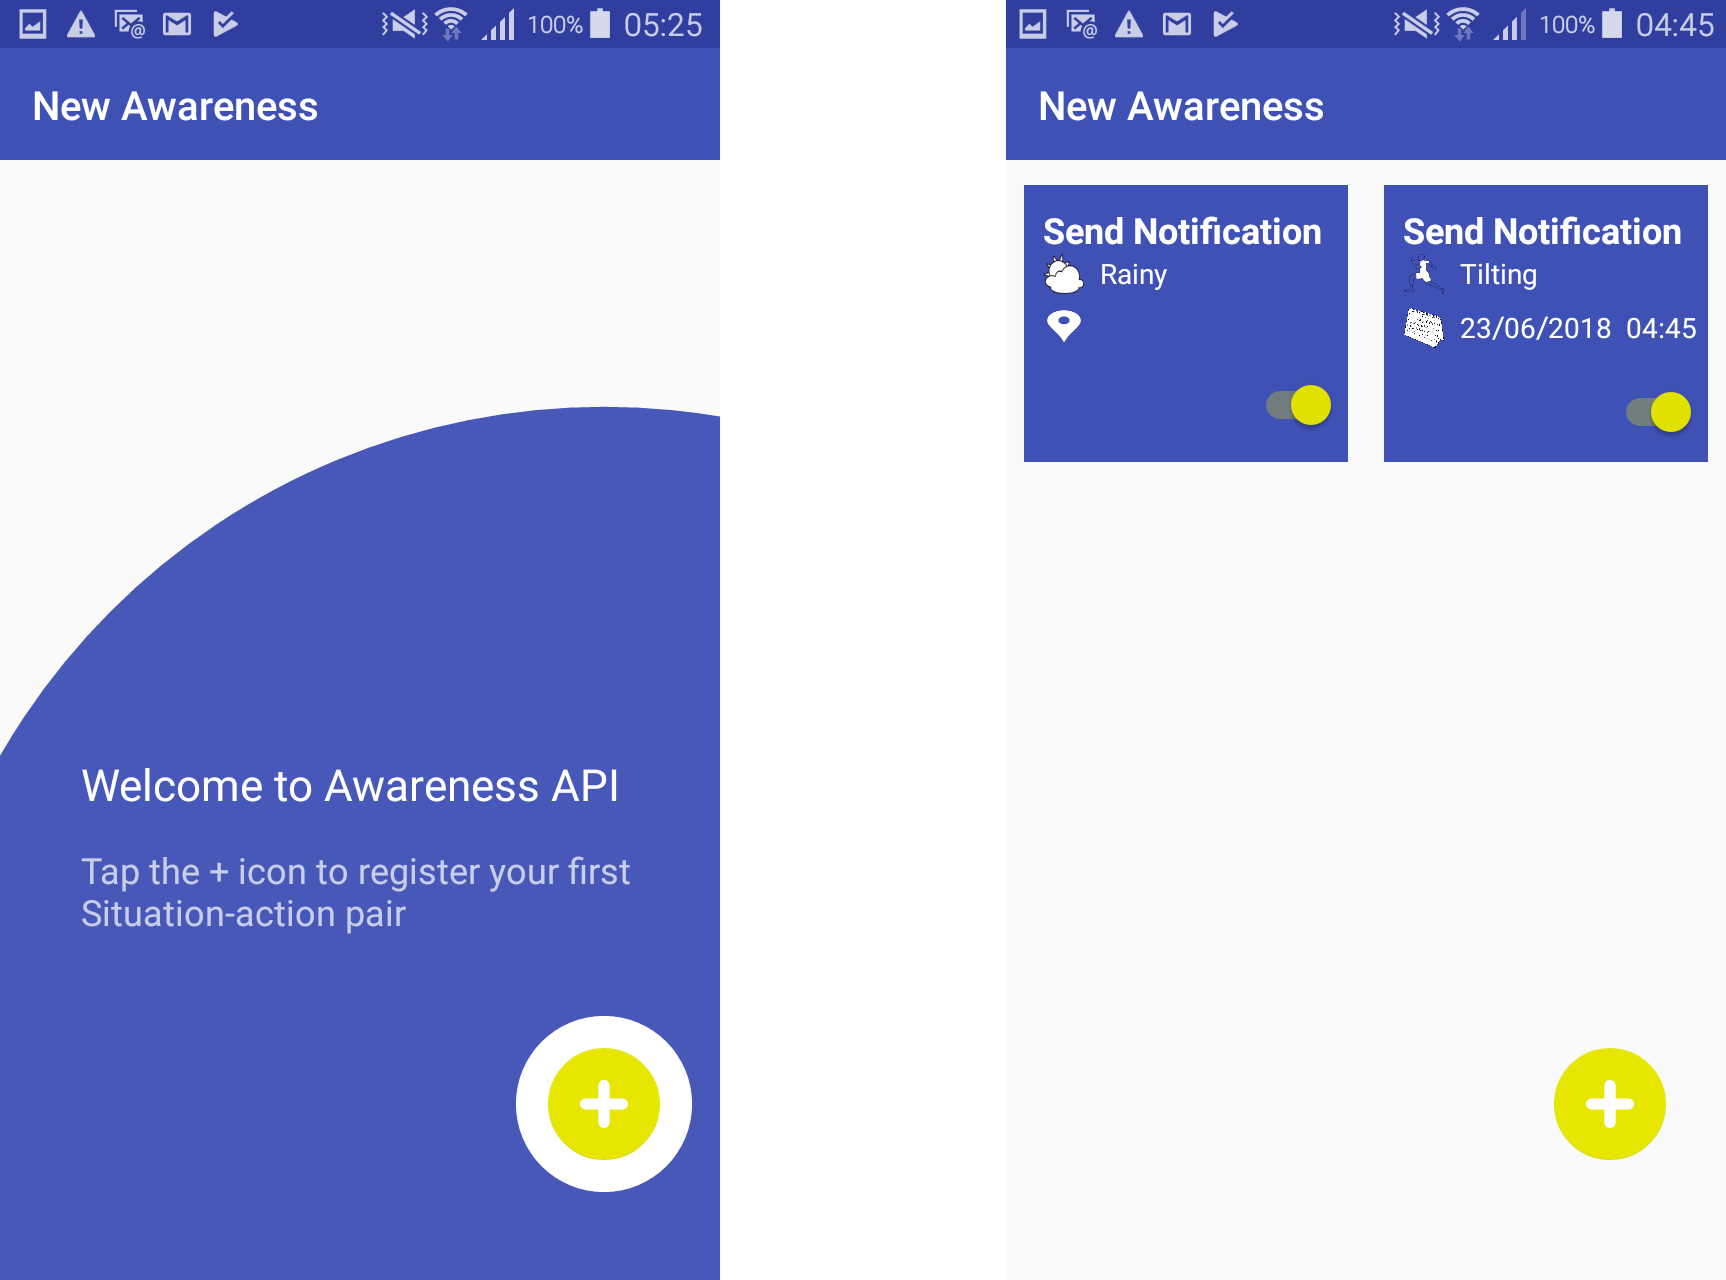 100% 05:25
New Awareness
Welcome to Awareness API
Tap the + icon to register your first
Situation-action pair
100% 04:45
New Awareness
Send Notification
Rainy
Send Notification
Tilting
23/06/2018 04:45